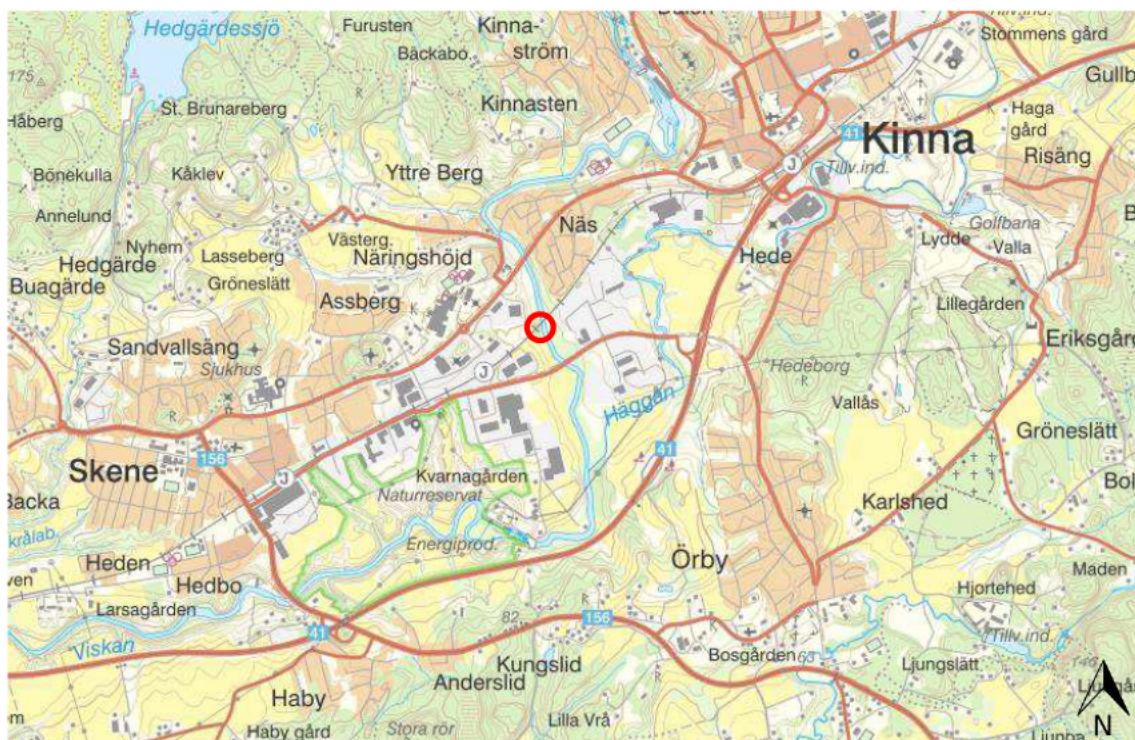 Hedgärdessjö
Furusten
Kinna-
ström
Bäckabo
Stommens gård
Tillv.ind.
175
St. Brunareberg
Kinnasten
41
Haga
gård
Kinna
Risäng
Bönekulla
Kåklev
Yttre Berg
J
Tillv.ind.
Annelund
Nyhem
Västerg.
Näs
Golfbana
Lydde
Valla
Hedgärde
Lasseberg
Näringshöjd
Hede
Buagärde
Gröneslätt
Assberg
Lillegården
Sandvallsäng
Sjukhus
Hedeborg
J
Häggån
Vallås
Gröneslätt
Skene
156
41
Kvarnagården
Naturreservat
J
Karlshed
Backa
Energiprod.
Heden
Hedbo
Örby
Maden
Larsagården
Hjortehed
82
156
Viskan
41
Tillv.ind.
Bosgården
63
Kungslid
Ljungslätt
Anderslid
Haby
Stora rör
Lilla Vrå
Haby gård
N